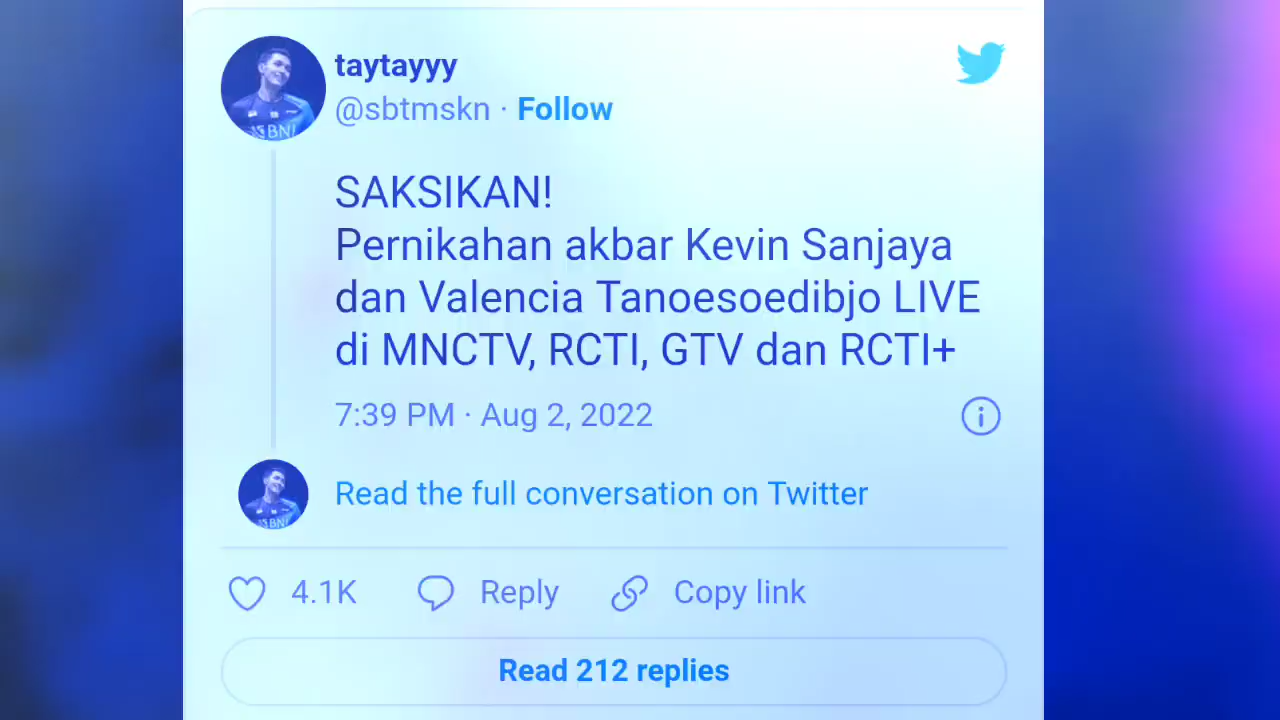 taytayyy
@sbtmskn · Follow
SAKSIKAN!
Pernikahan akbar Kevin Sanjaya
dan Valencia Tanoesoedibjo LIVE
di MNCTV, RCTI, GTV dan RCTI+
7:39 PM · Aug 2, 2022
Read the full conversation on Twitter
4.1K Reply Copy link
Read 212 replies
BNI
BNI